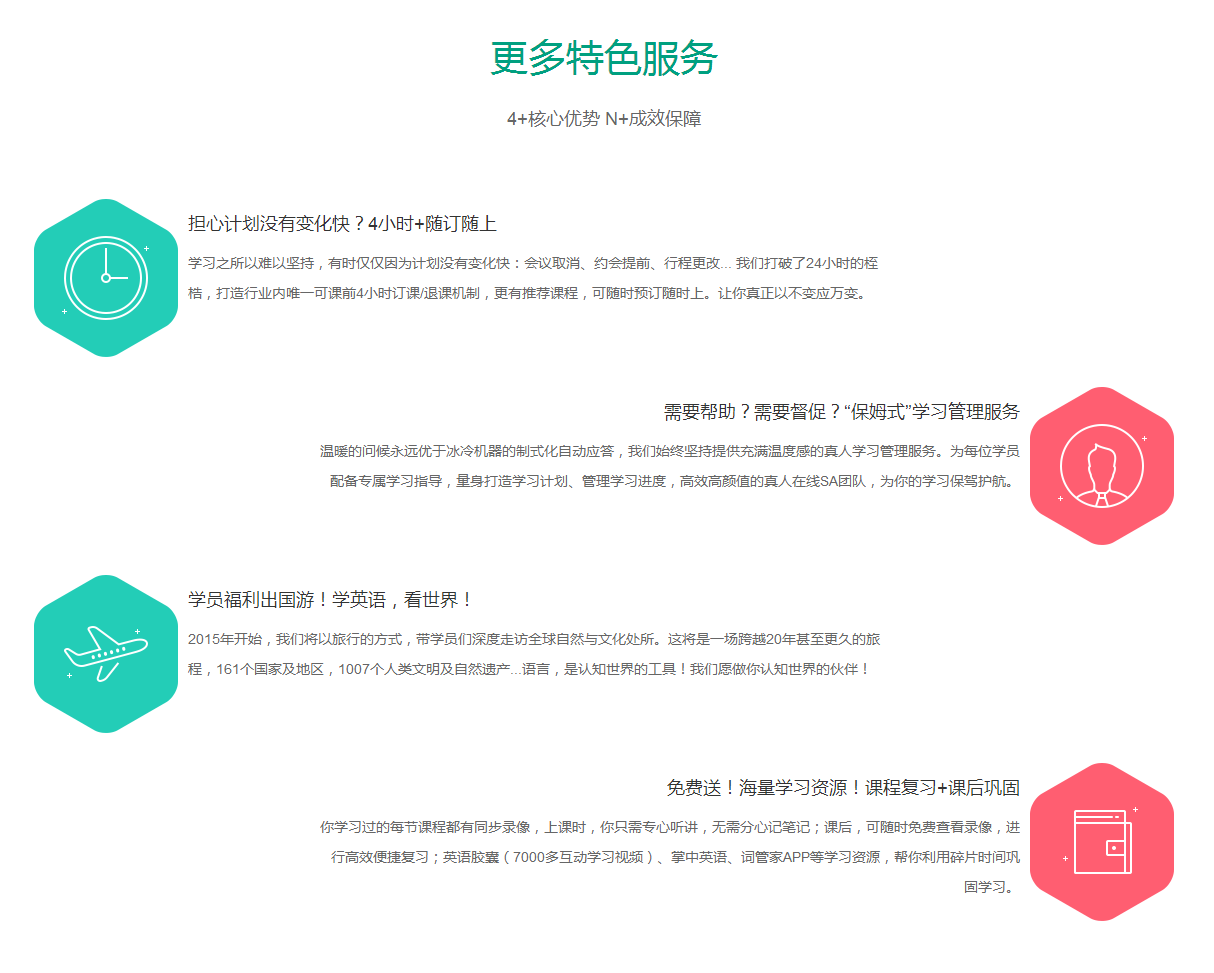 更多特色服务
4+核心优势 N+成效保障
担心计划没有变化快？4小时+随订随上
学习之所以难以坚持，有时仅仅因为计划没有变化快：会议取消、约会提前、行程更改... 我们打破了24小时的桎
梏，打造行业内唯一可课前4小时订课/退课机制，更有推荐课程，可随时预订随时上。让你真正以不变应万变。
需要帮助？需要督促？“保姆式”学习管理服务
温暖的问候永远优于冰冷机器的制式化自动应答，我们始终坚持提供充满温度感的真人学习管理服务。为每位学员
配备专属学习指导，量身打造学习计划、管理学习进度，高效高颜值的真人在线SA团队，为你的学习保驾护航。
学员福利出国游！学英语，看世界！
2015年开始，我们将以旅行的方式，带学员们深度走访全球自然与文化处所。这将是一场跨越20年甚至更久的旅
程，161个国家及地区，1007个人类文明及自然遗产...语言，是认知世界的工具！我们愿做你认知世界的伙伴！
免费送！海量学习资源！课程复习+课后巩固
你学习过的每节课程都有同步录像，上课时，你只需专心听讲，无需分心记笔记；课后，可随时免费查看录像，进
行高效便捷复习；英语胶囊（7000多互动学习视频）、掌中英语、词管家APP等学习资源，帮你利用碎片时间巩
固学习。